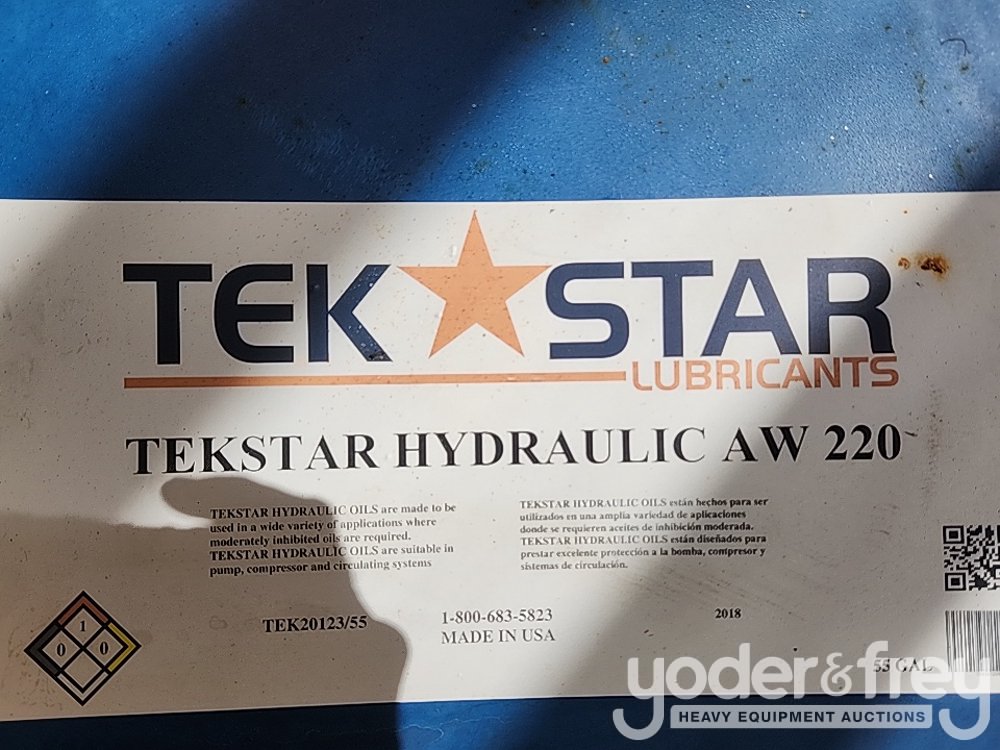 TEK STAR
LUBRICANTS
TEKSTAR HYDRAULIC AW 220
TEKSTAR HYDRAULIC OILS are made to be
used in a wide variety of applications where
moderately inhibited oils are required.
TEKSTAR HYDRAULIC OILS are suitable in
pump, compressor and circulating systems
TEKSTAR HYDRAULIC OILS están hechos para ser
utilizados en una amplia variedad de aplicaciones
donde se requieren aceites de inhibición moderada.
TEKSTAR HYDRAULIC OILS están diseñados para
prestar excelente protección a la bomba, compresor y
sistemas de circulación.
1
0 0
TEK20123/55
1-800-683-5823
MADE IN USA
2018
55 GAL
yoder&frey
HEAVY EQUIPMENT AUCTIONS